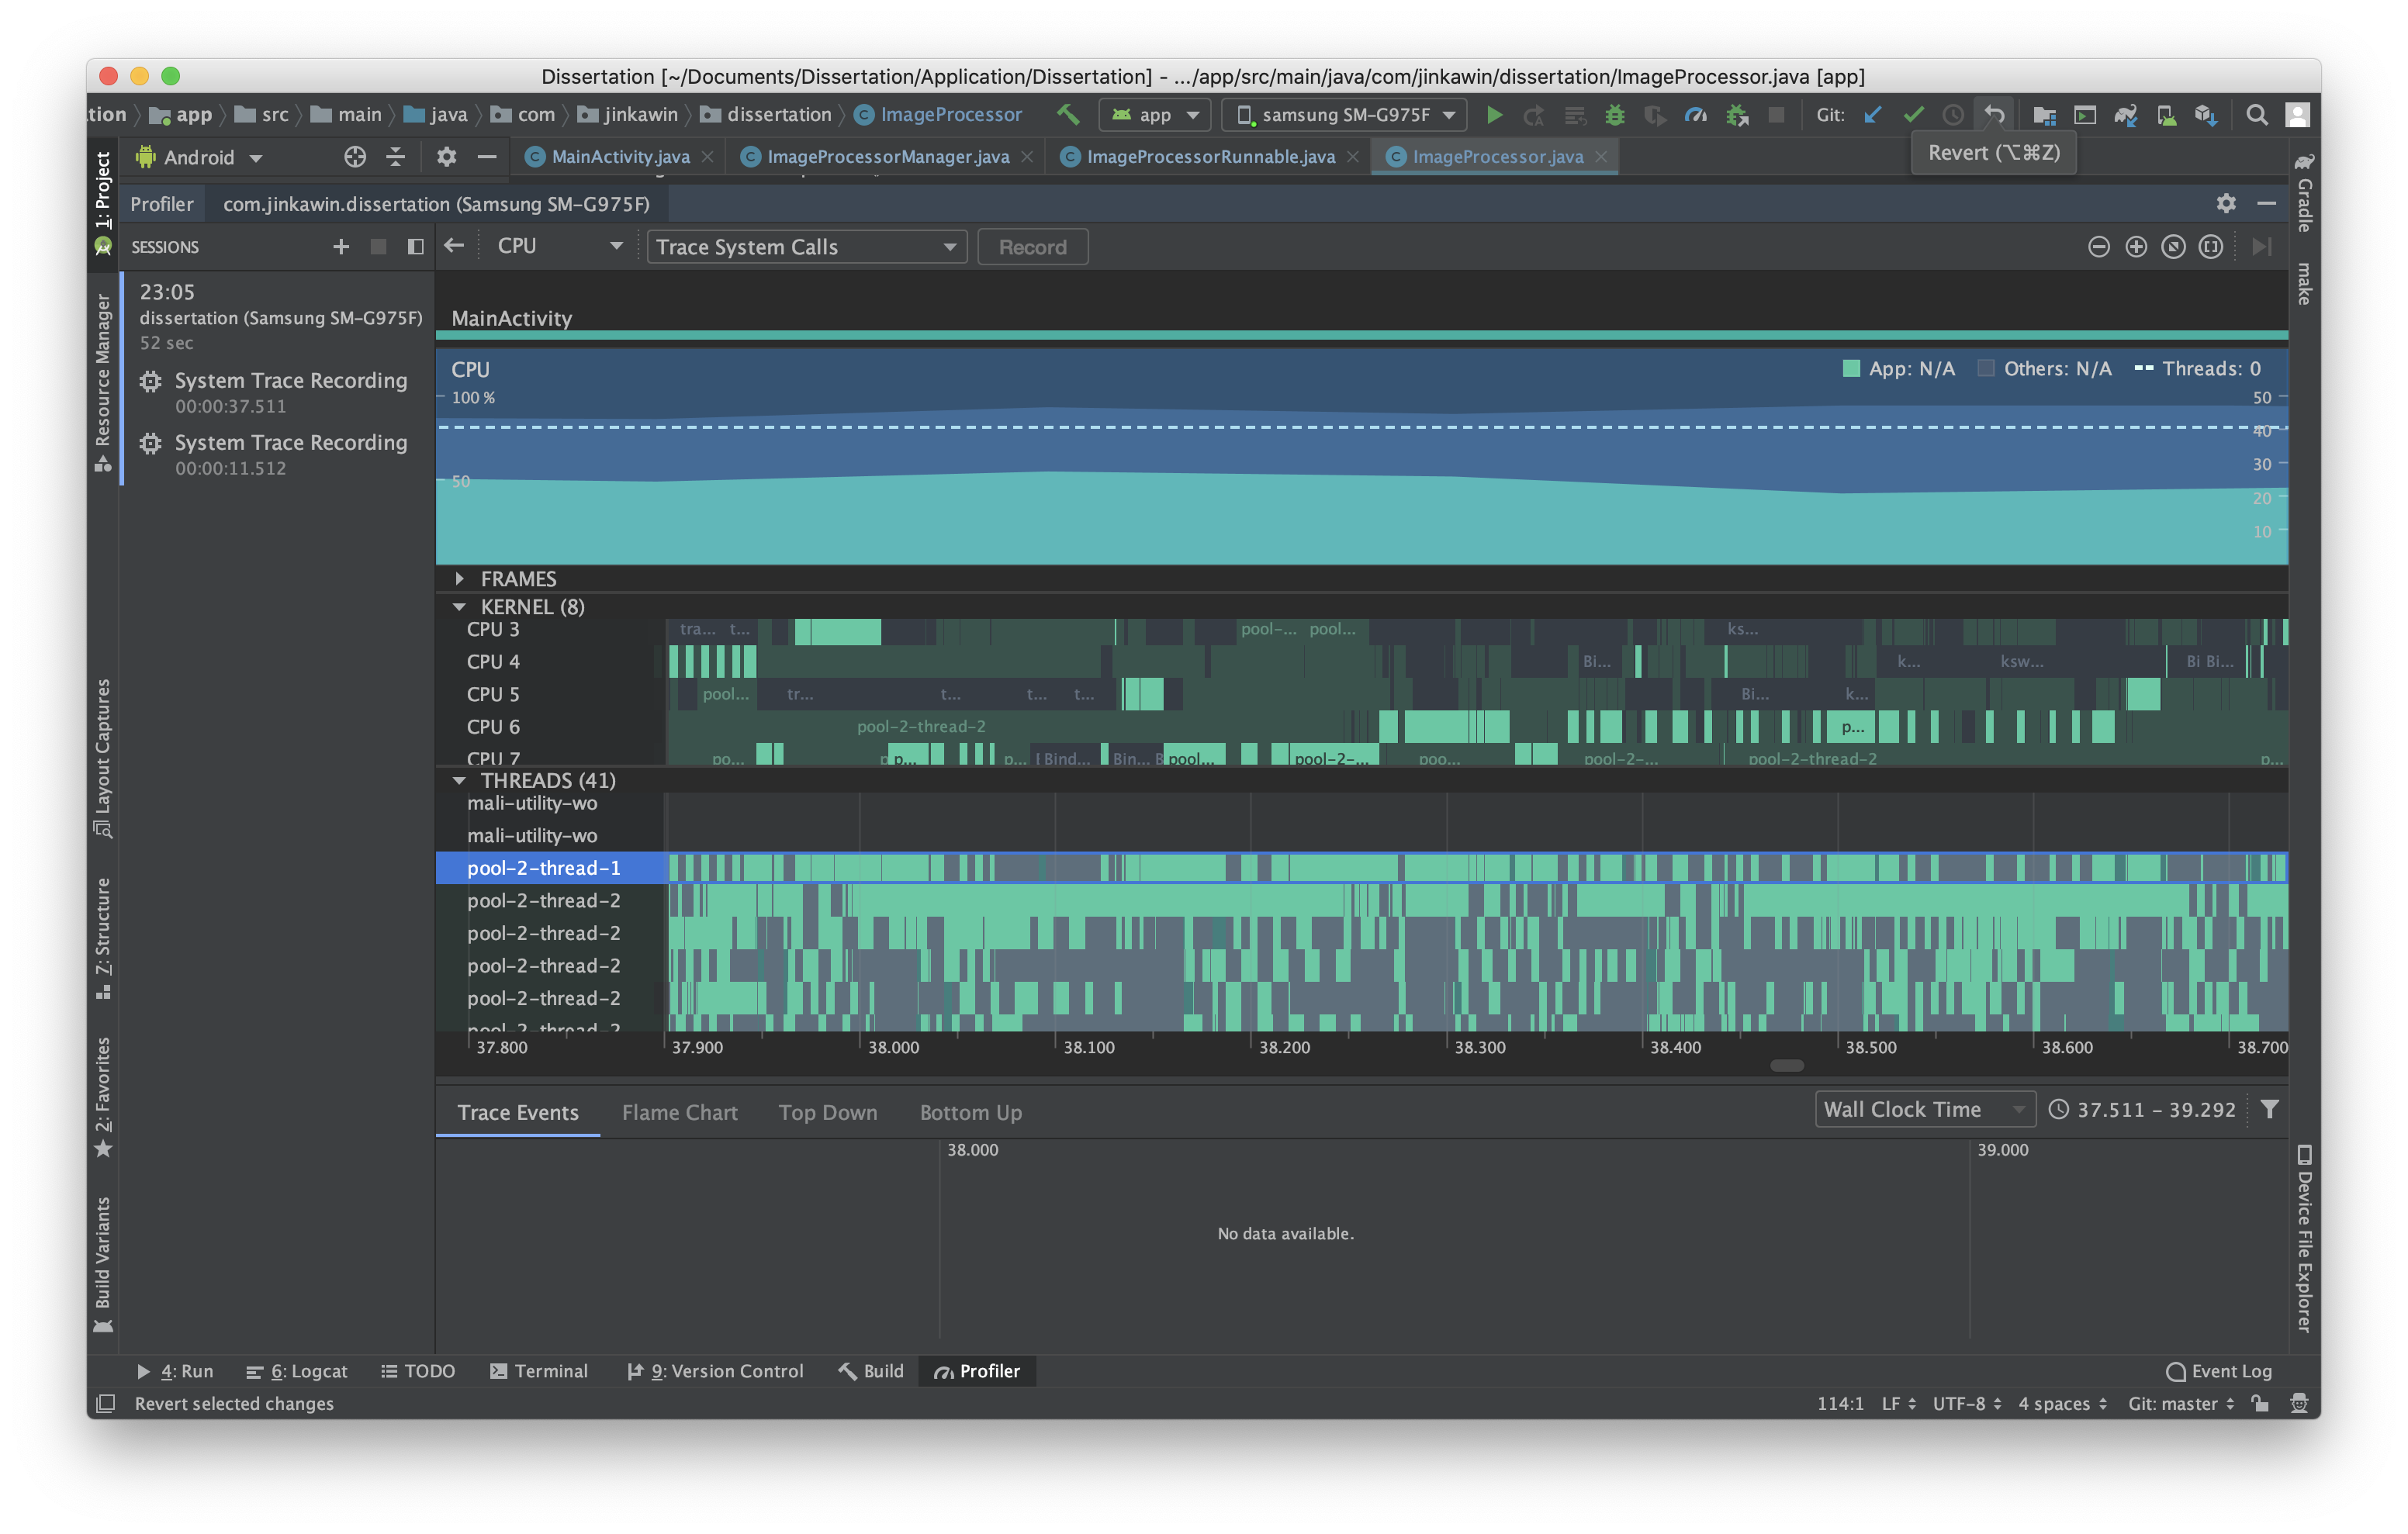 Dissertation [~/Documents/Dissertation/Application/Dissertation] – .../app/src/main/java/com/jinkawin/dissertation/ImageProcessor.java [app]
tion app src main java com jinkawin dissertation ImageProcessor app samsung SM-G975F Git:
Android MainActivity.java ImageProcessorManager.java ImageProcessorRunnable.java ImageProcessor.java Revert (⌥⌘Z)
Profiler com.jinkawin.dissertation (Samsung SM-G975F)
SESSIONS CPU Trace System Calls Record
23:05
dissertation (Samsung SM-G975F)
52 sec
System Trace Recording
00:00:37.511
System Trace Recording
00:00:11.512
MainActivity
CPU App: N/A Others: N/A Threads: 0
100 % 50
40
30
50 20
10
FRAMES
KERNEL (8)
CPU 3 tra... t... pool-... pool... ks...
CPU 4 Bi... k... ksw... Bi Bi...
CPU 5 pool... tr... t... t... t... Bi... k...
CPU 6 pool-2-thread-2 p...
CPU 7 po... p... p... Bind... Bin... pool... pool-2-... poo... pool-2-... pool-2-thread-2 p...
THREADS (41)
mali-utility-wo
mali-utility-wo
pool-2-thread-1
pool-2-thread-2
pool-2-thread-2
pool-2-thread-2
pool-2-thread-2
pool-2-thread-2
37.800 37.900 38.000 38.100 38.200 38.300 38.400 38.500 38.600 38.700
Trace Events Flame Chart Top Down Bottom Up Wall Clock Time 37.511 – 39.292
38.000 39.000
No data available.
1: Project
Resource Manager
Layout Captures
7: Structure
2: Favorites
Build Variants
Gradle
make
Device File Explorer
4: Run 6: Logcat TODO Terminal 9: Version Control Build Profiler Event Log
Revert selected changes 114:1 LF UTF-8 4 spaces Git: master